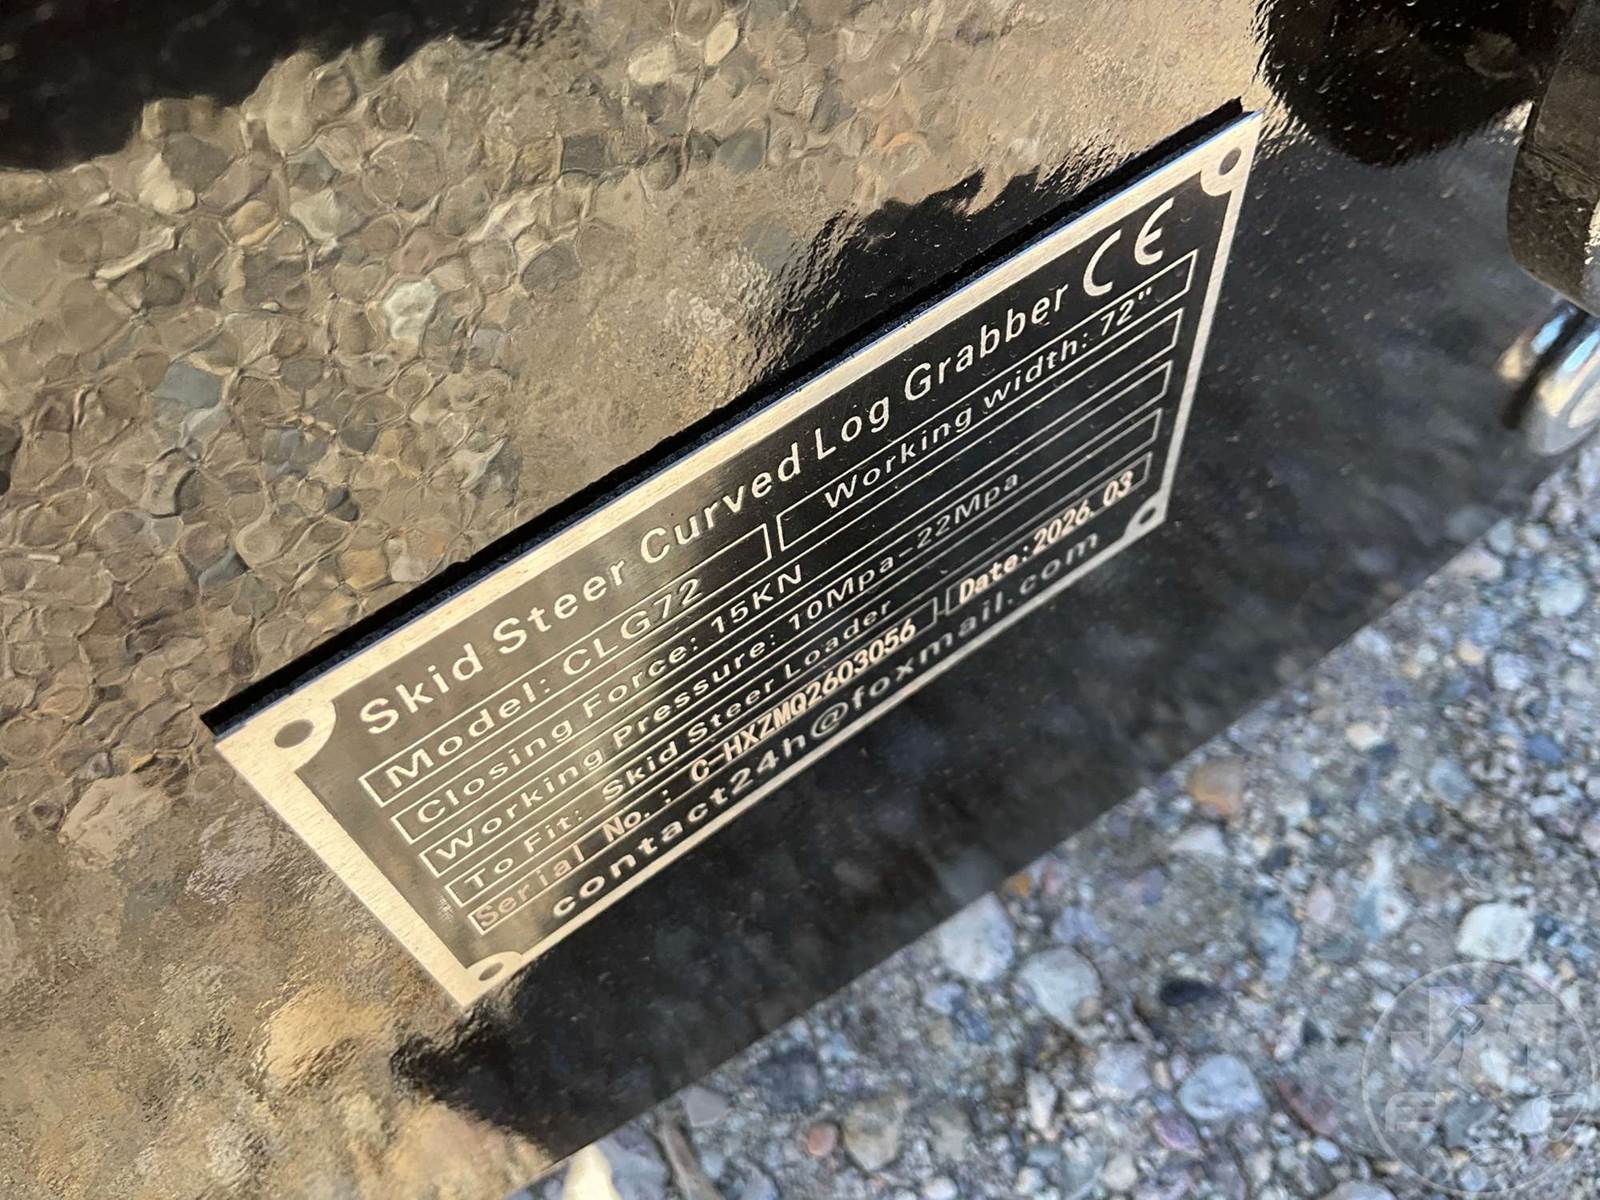 Skid Steer Curved Log Grabber CE
Model: CLG72 Working width: 72"
Closing Force: 15KN
Working Pressure: 10Mpa-22Mpa
To Fit: Skid Steer Loader
Serial No.: C-HXZMQ2603056 Date:2026.03
contact24h@foxmail.com